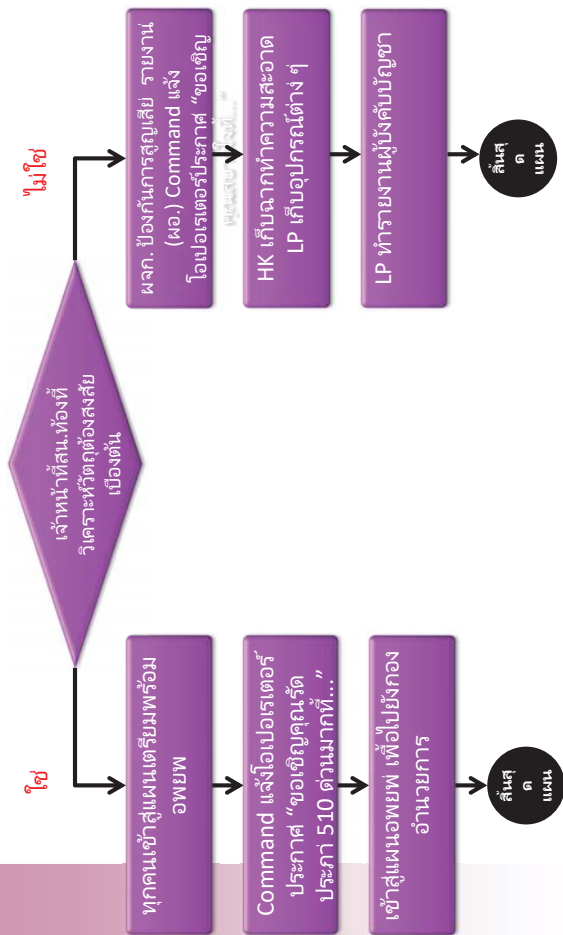 เจ้าหน้าที่สน.ท้องที่
วิเคราะห์วัตถุต้องสงสัย
เบื้องต้น
ใช่
ทุกคนเข้าสู่แผนเตรียมพร้อม
อพยพ
Command แจ้งโอเปอเรเตอร์
ประกาศ “ขอเชิญคุณรัด
ประภา 510 ด่วนมากที่...”
เข้าสู่แผนอพยพ เพื่อไปยังกอง
อำนวยการ
สิ้นสุ
ด
แผน
ไม่ใช่
ผจก. ป้องกันการสูญเสีย รายงาน
(ผอ.) Command แจ้ง
โอเปอเรเตอร์ประกาศ “ขอเชิญ
HK เก็บฉากทำความสะอาด
LP เก็บอุปกรณ์ต่าง ๆ
LP ทำรายงานผู้บังคับบัญชา
สิ้นสุ
ด
แผน